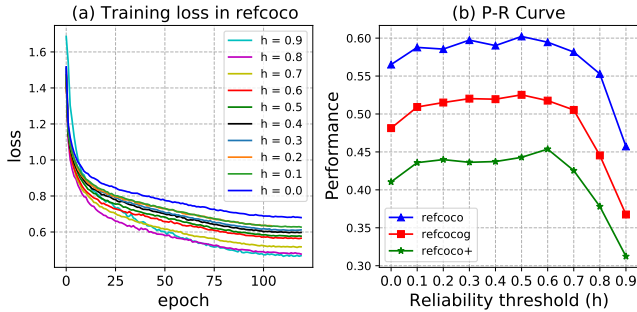 (a) Training loss in refcoco
loss
1.6
1.4
1.2
1.0
0.8
0.6
0
25
50
75
100
epoch
h = 0.9
h = 0.8
h = 0.7
h = 0.6
h = 0.5
h = 0.4
h = 0.3
h = 0.2
h = 0.1
h = 0.0
(b) P-R Curve
Performance
0.60
0.55
0.50
0.45
0.40
0.35
0.30
0.0 0.1 0.2 0.3 0.4 0.5 0.6 0.7 0.8 0.9
Reliability threshold (h)
refcoco
refcocog
refcoco+